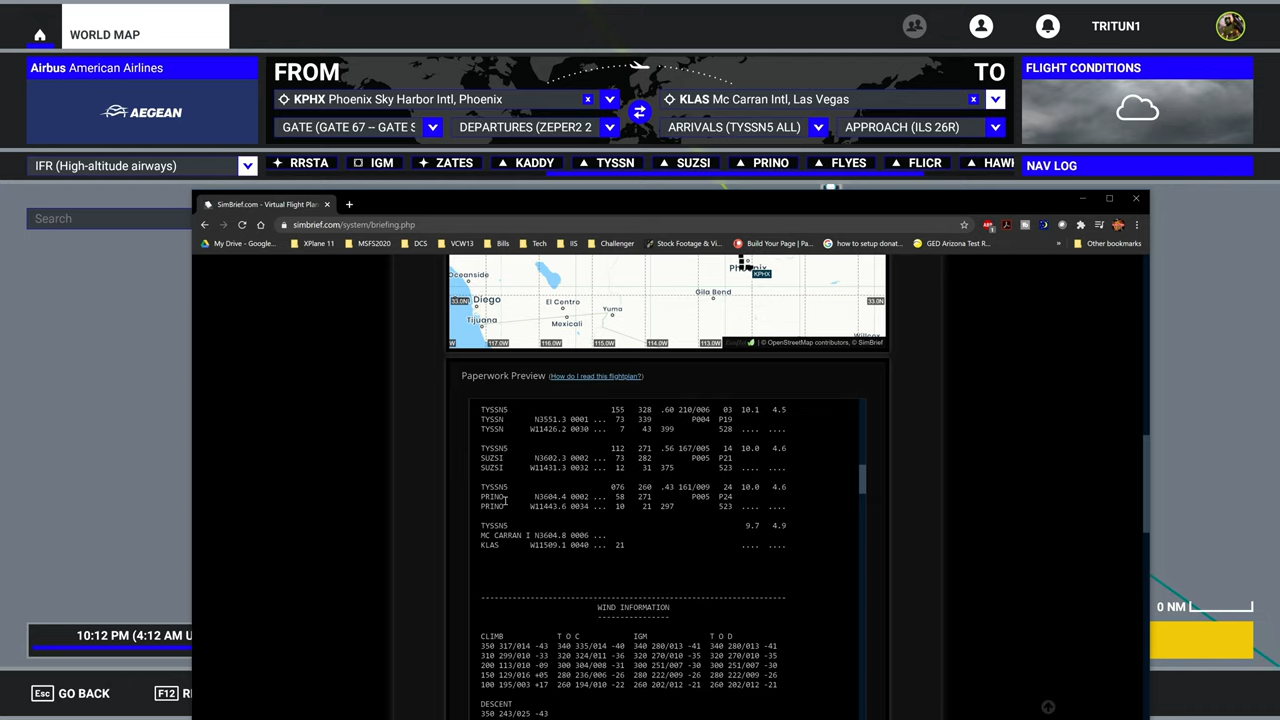 WORLD MAP
TRITUN1
Airbus American Airlines
AEGEAN
FROM
TO
KPHX Phoenix Sky Harbor Intl, Phoenix
x
KLAS Mc Carran Intl, Las Vegas
x
GATE (GATE 67 -- GATE S
DEPARTURES (ZEPER2 2
ARRIVALS (TYSSN5 ALL)
APPROACH (ILS 26R)
FLIGHT CONDITIONS
IFR (High-altitude airways)
RRSTA IGM ZATES KADDY TYSSN SUZSI PRINO FLYES FLICR HAWK
NAV LOG
Search
SimBrief.com - Virtual Flight Plan
simbrief.com/system/briefing.php
My Drive - Google... XPlane 11 MSFS2020 DCS VCW13 Bills Tech IIS Challenger Stock Footage & Vi... Build Your Page | Pa... how to setup donat... GED Arizona Test R... » Other bookmarks
Oceanside
33.0N Diego
Tijuana
El Centro
Mexicali
Yuma
Gila Bend
Phoenix
KPHX
33.0N
W 117.0W 116.0W 115.0W 114.0W 113.0W
| © OpenStreetMap contributors, © SimBrief
Paperwork Preview (How do I read this flightplan?)
TYSSN5 155 328 .60 210/006 03 10.1 4.5
TYSSN N3551.3 0001 ... 73 339 P004 P19
TYSSN W11426.2 0030 ... 7 43 399 528 .... ....
TYSSN5 112 271 .56 167/005 14 10.0 4.6
SUZSI N3602.3 0002 ... 73 282 P005 P21
SUZSI W11431.3 0032 ... 12 31 375 523 .... ....
TYSSN5 076 260 .43 161/009 24 10.0 4.6
PRINO N3604.4 0002 ... 58 271 P005 P24
PRINO W11443.6 0034 ... 10 21 297 523 .... ....
TYSSN5 9.7 4.9
MC CARRAN I N3604.8 0006 ...
KLAS W11509.1 0040 ... 21 .... ....
--------------------------------------------------------------------
WIND INFORMATION
----------------
CLIMB T O C IGM T O D
350 317/014 -43 340 335/014 -40 340 280/013 -41 340 280/013 -41
310 299/010 -33 320 324/011 -36 320 270/010 -35 320 270/010 -35
200 113/010 -09 300 304/008 -31 300 251/007 -30 300 251/007 -30
150 129/016 +05 280 236/006 -26 280 222/009 -26 280 222/009 -26
100 195/003 +17 260 194/010 -22 260 202/012 -21 260 202/012 -21
DESCENT
350 243/025 -43
0 NM
10:12 PM (4:12 AM U
Esc GO BACK
F12 R